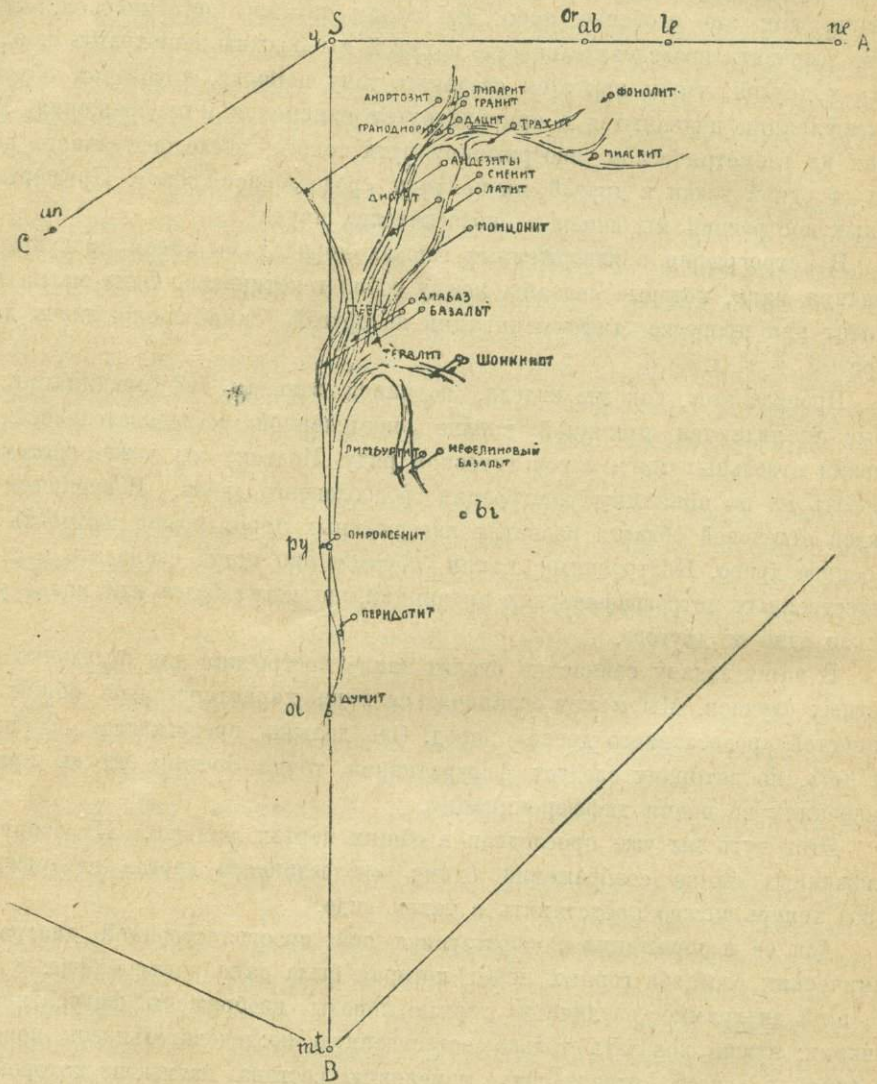 S
Or
ab
le
ne
A
АНОРТОЗИТ
ЛИПАРИТ
ГРАНИТ
ФОНОЛИТ
ДАЦИТ
ГРАНОДИОРИТ
ТРАХИТ
МИАСКИТ
АНДЕЗИТЫ
СИЕНИТ
ДИОРИТ
ЛАТИТ
an
C
МОНЦОНИТ
ДИАБАЗ
БАЗАЛЬТ
ТЕРАЛИТ
ШОНКИНИТ
ЛИМБУРГИТ
НЕФЕЛИНОВЫЙ
БАЗАЛЬТ
bi
ПИРОКСЕНИТ
py
ПЕРИДОТИТ
ДУНИТ
ol
mt
B